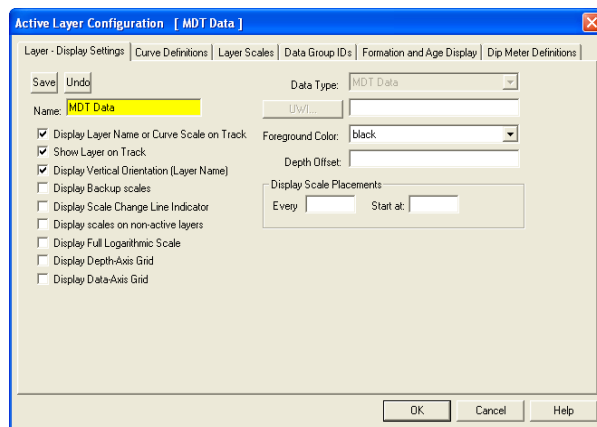 Active Layer Configuration [ MDT Data ]
Layer - Display Settings Curve Definitions Layer Scales Data Group IDs Formation and Age Display Dip Meter Definitions
Save Undo
Name: MDT Data
Display Layer Name or Curve Scale on Track
Show Layer on Track
Display Vertical Orientation (Layer Name)
Display Backup scales
Display Scale Change Line Indicator
Display scales on non-active layers
Display Full Logarithmic Scale
Display Depth-Axis Grid
Display Data-Axis Grid
Data Type: MDT Data
UWI...
Foreground Color: black
Depth Offset:
Display Scale Placements
Every Start at:
OK Cancel Help